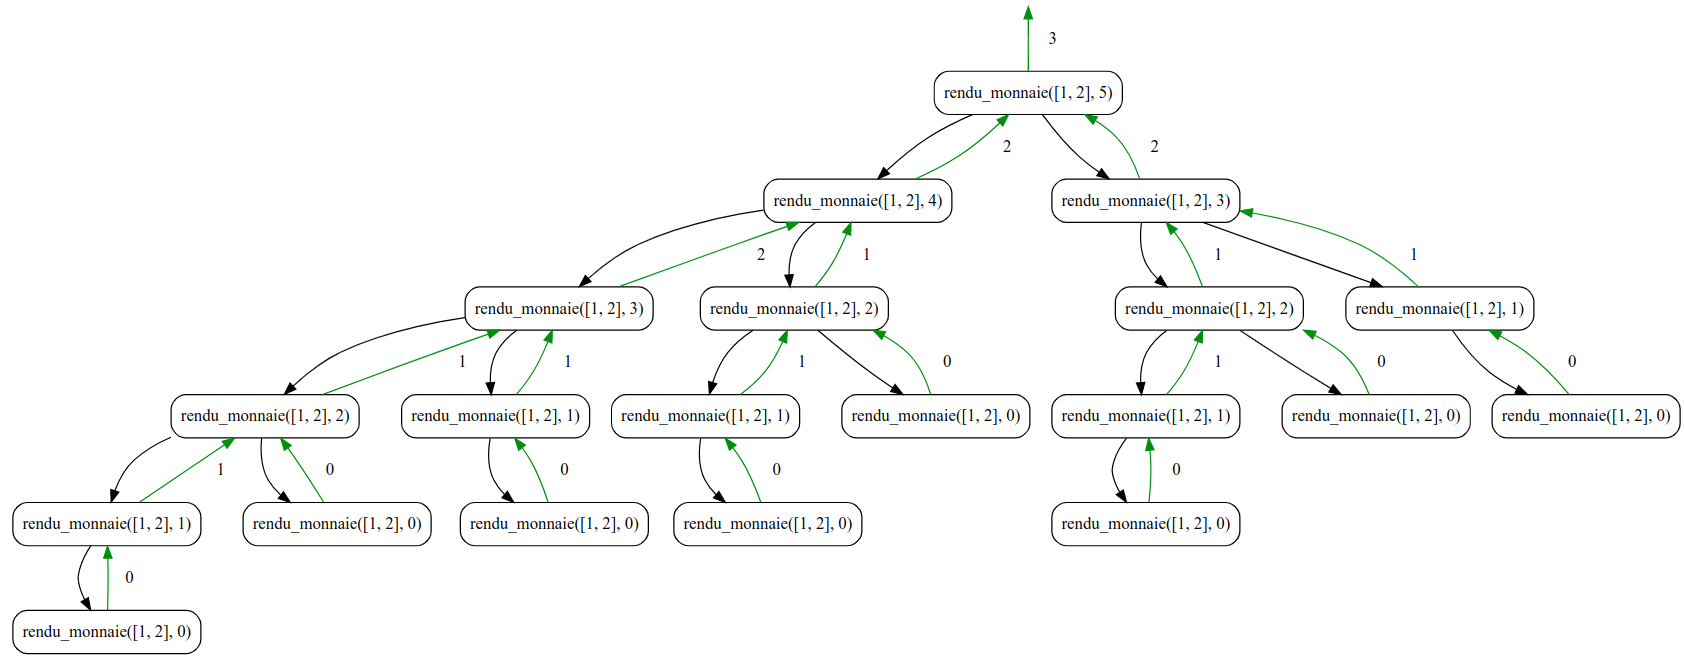 3
rendu_monnaie([1, 2], 5)
2
2
rendu_monnaie([1, 2], 4)
rendu_monnaie([1, 2], 3)
2
1
1
1
rendu_monnaie([1, 2], 3)
rendu_monnaie([1, 2], 2)
rendu_monnaie([1, 2], 2)
rendu_monnaie([1, 2], 1)
1
1
1
0
1
0
0
rendu_monnaie([1, 2], 2)
rendu_monnaie([1, 2], 1)
rendu_monnaie([1, 2], 1)
rendu_monnaie([1, 2], 0)
rendu_monnaie([1, 2], 1)
rendu_monnaie([1, 2], 0)
rendu_monnaie([1, 2], 0)
1
0
0
0
0
rendu_monnaie([1, 2], 1)
rendu_monnaie([1, 2], 0)
rendu_monnaie([1, 2], 0)
rendu_monnaie([1, 2], 0)
rendu_monnaie([1, 2], 0)
0
rendu_monnaie([1, 2], 0)